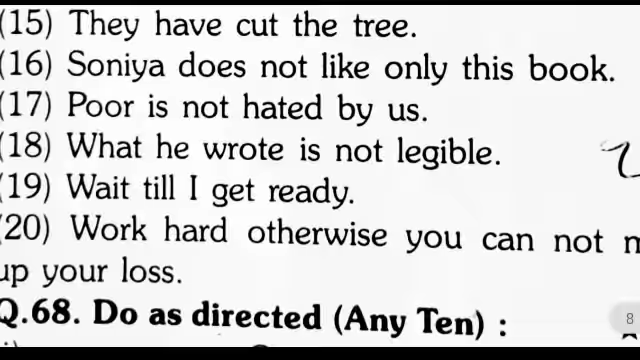 (15) They have cut the tree.
(16) Soniya does not like only this book.
(17) Poor is not hated by us.
(18) What he wrote is not legible.
(19) Wait till I get ready.
(20) Work hard otherwise you can not
up your loss.
Q.68. Do as directed (Any Ten) :
8